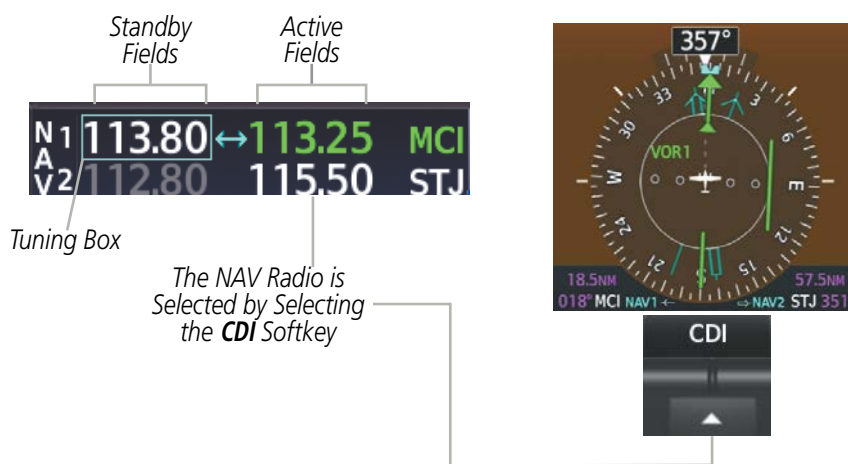 Standby
Fields
Active
Fields
NAV
1 113.80 ↔ 113.25 MCI
2 112.80 115.50 STJ
Tuning Box
The NAV Radio is
Selected by Selecting
the CDI Softkey
357°
33 3
30 6
VOR1
W E
24 12
21 S 15
18.5NM 57.5NM
018° MCI NAV1 ← ⇨ NAV2 STJ 351
CDI